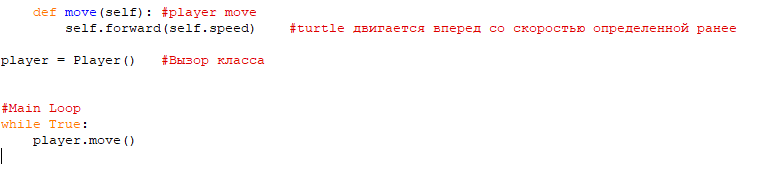 def move(self): #player move
self.forward(self.speed) #turtle двигается вперед со скоростью определенной ранее
player = Player() #Вызор класса
#Main Loop
while True:
player.move()